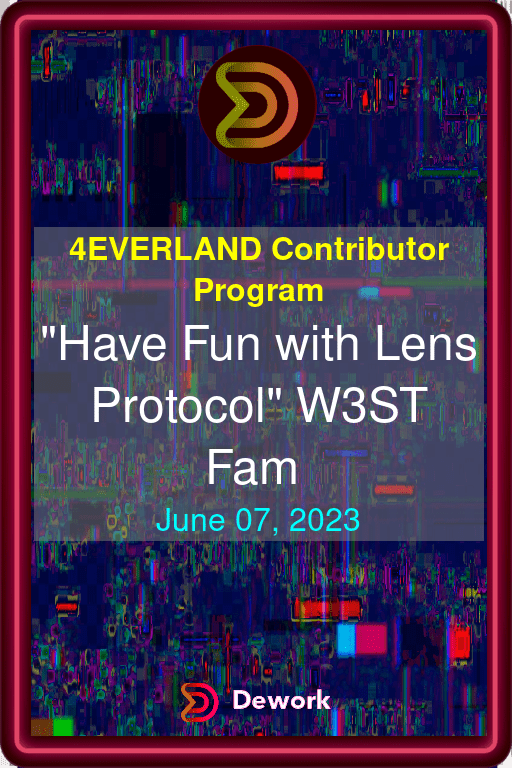 4EVERLAND Contributor
Program
"Have Fun with Lens
Protocol" W3ST
Fam
June 07, 2023
Dework